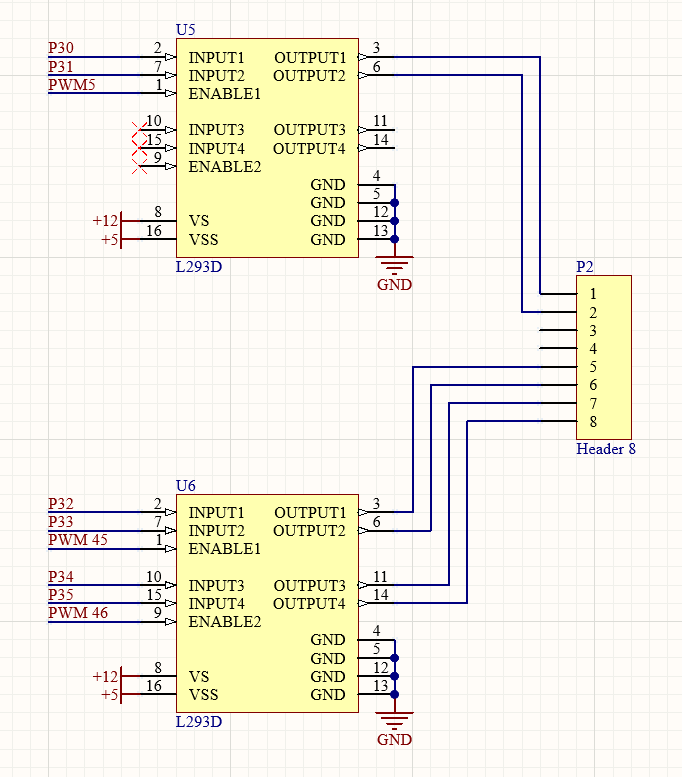 U5
P30 2 INPUT1 OUTPUT1 3
P31 7 INPUT2 OUTPUT2 6
PWM5 1 ENABLE1
10 INPUT3 OUTPUT3 11
15 INPUT4 OUTPUT4 14
9 ENABLE2
GND 4
GND 5
+12 8 VS GND 12
+5 16 VSS GND 13
L293D
GND
P2
1
2
3
4
5
6
7
8
Header 8
U6
P32 2 INPUT1 OUTPUT1 3
P33 7 INPUT2 OUTPUT2 6
PWM 45 1 ENABLE1
P34 10 INPUT3 OUTPUT3 11
P35 15 INPUT4 OUTPUT4 14
PWM 46 9 ENABLE2
GND 4
GND 5
+12 8 VS GND 12
+5 16 VSS GND 13
L293D
GND